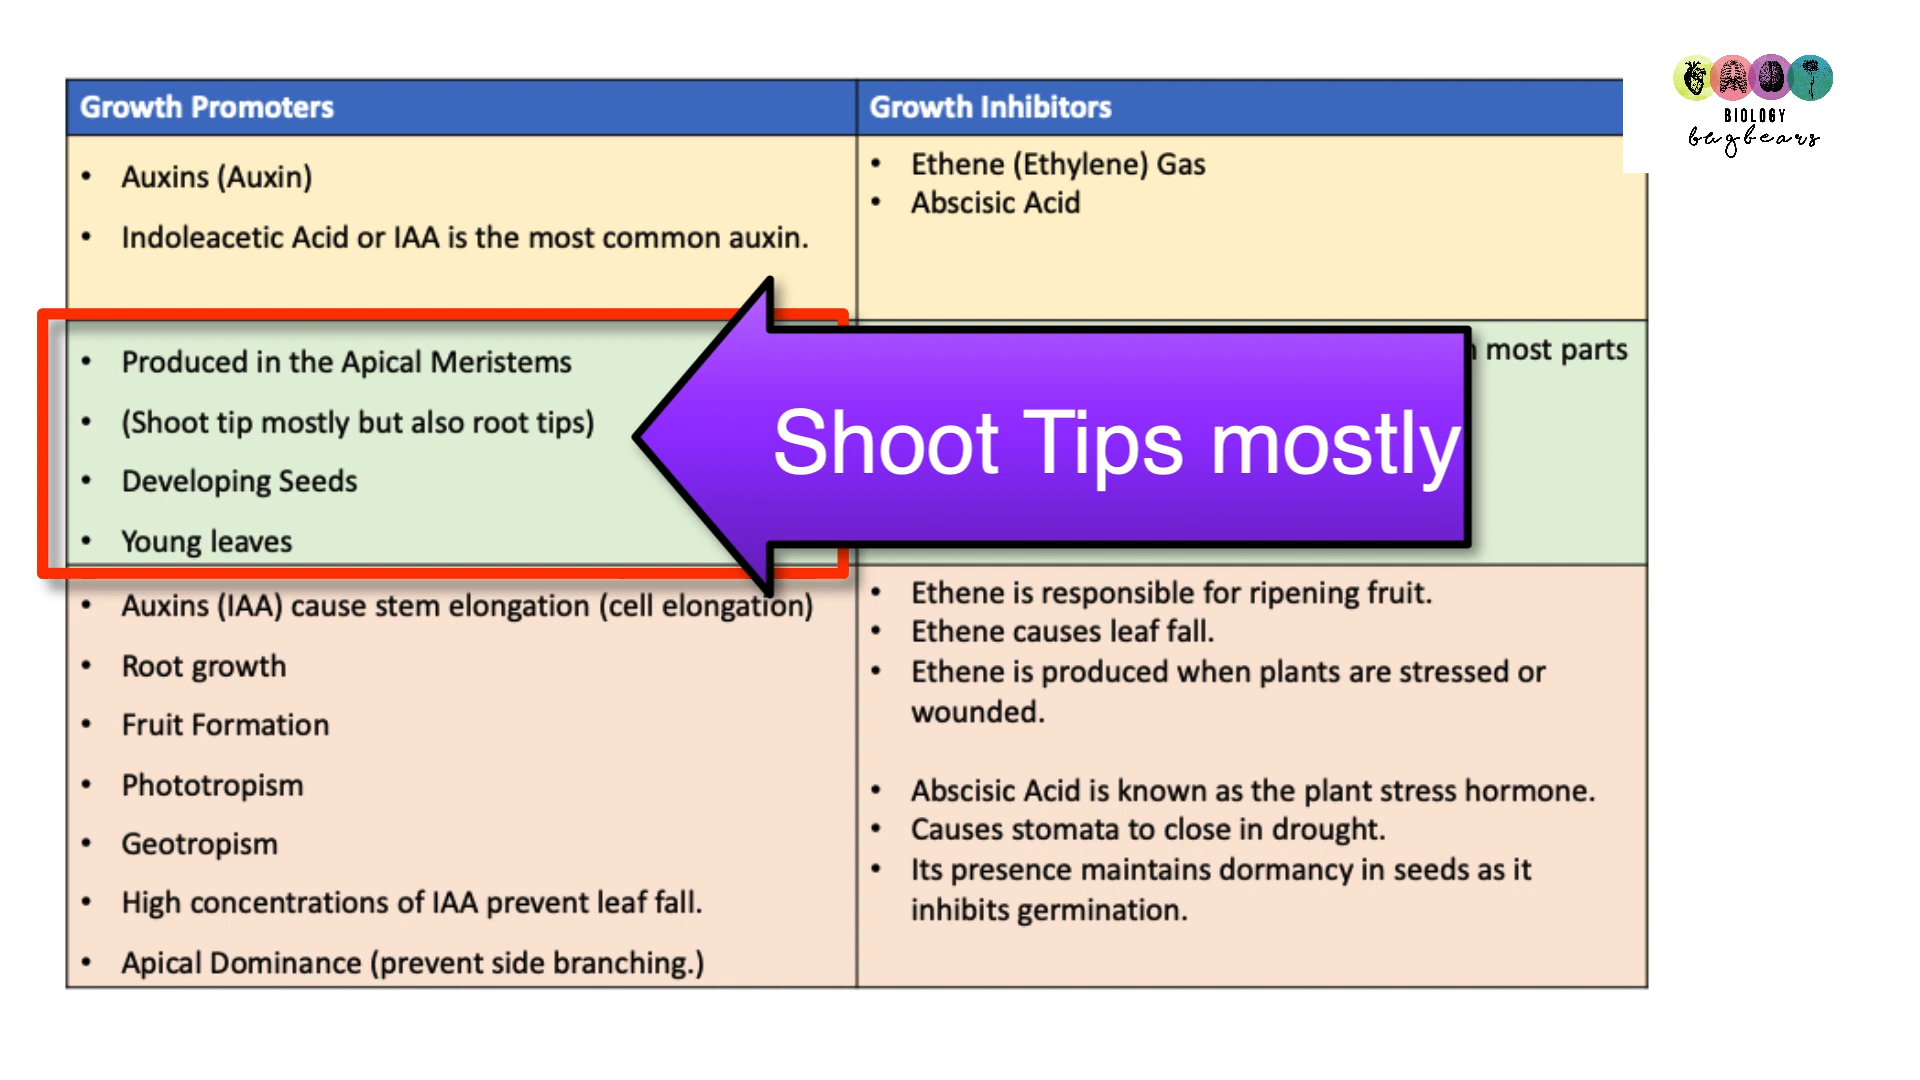 Growth Promoters
Growth Inhibitors
• Auxins (Auxin)
• Indoleacetic Acid or IAA is the most common auxin.
• Ethene (Ethylene) Gas
• Abscisic Acid
• Produced in the Apical Meristems
• (Shoot tip mostly but also root tips)
• Developing Seeds
• Young leaves
most parts
Shoot Tips mostly
• Auxins (IAA) cause stem elongation (cell elongation)
• Root growth
• Fruit Formation
• Phototropism
• Geotropism
• High concentrations of IAA prevent leaf fall.
• Apical Dominance (prevent side branching.)
• Ethene is responsible for ripening fruit.
• Ethene causes leaf fall.
• Ethene is produced when plants are stressed or
wounded.
• Abscisic Acid is known as the plant stress hormone.
• Causes stomata to close in drought.
• Its presence maintains dormancy in seeds as it
inhibits germination.
BIOLOGY
bugbears